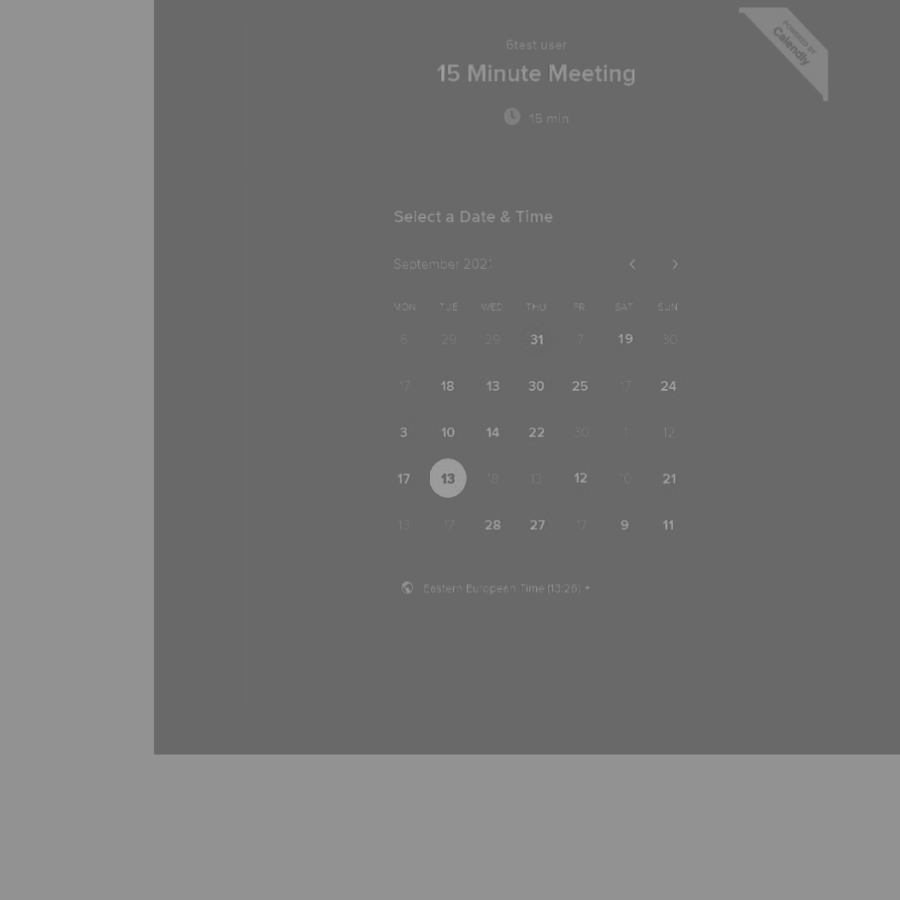 POWERED BY
Calendly
6test user
15 Minute Meeting
15 min
Select a Date & Time
September 2021
MON TUE WED THU FRI SAT SUN
6 29 29 31 7 19 30
17 18 13 30 25 17 24
3 10 14 22 30 1 12
17 13 18 13 12 10 21
13 17 28 27 17 9 11
Eastern European Time (13:26)